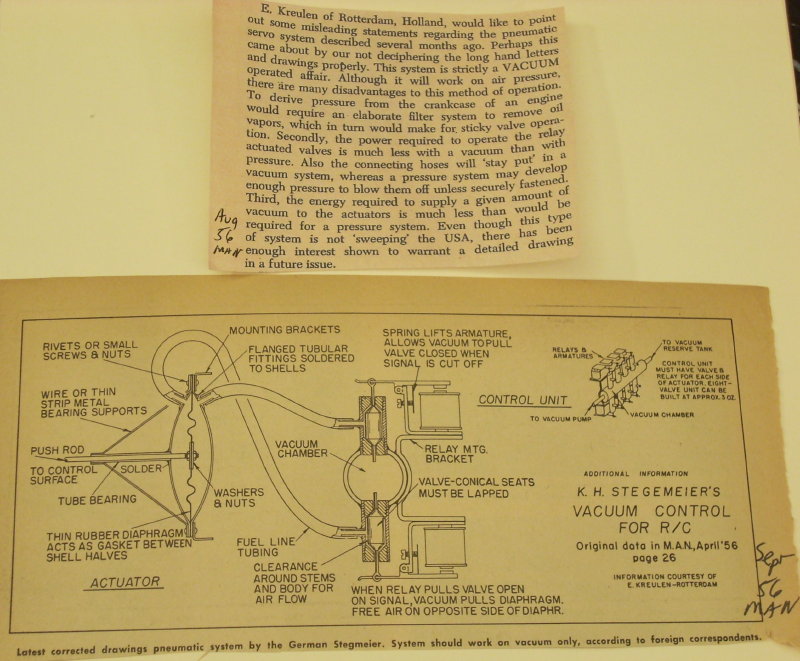 E. Kreulen of Rotterdam, Holland, would like to point
out some misleading statements regarding the pneumatic
servo system described several months ago. Perhaps this
came about by our not deciphering the long hand letters
and drawings properly. This system is strictly a VACUUM
operated affair. Although it will work on air pressure,
there are many disadvantages to this method of operation.
To derive pressure from the crankcase of an engine
would require an elaborate filter system to remove oil
vapors, which in turn would make for sticky valve opera-
tion. Secondly, the power required to operate the relay
actuated valves is much less with a vacuum than with
pressure. Also the connecting hoses will 'stay put' in a
vacuum system, whereas a pressure system may develop
enough pressure to blow them off unless securely fastened.
Third, the energy required to supply a given amount of
vacuum to the actuators is much less than would be
required for a pressure system. Even though this type
of system is not 'sweeping' the USA, there has been
enough interest shown to warrant a detailed drawing
in a future issue.
Aug
56
MAN
RIVETS OR SMALL
SCREWS & NUTS
MOUNTING BRACKETS
FLANGED TUBULAR
FITTINGS SOLDERED
TO SHELLS
SPRING LIFTS ARMATURE,
ALLOWS VACUUM TO PULL
VALVE CLOSED WHEN
SIGNAL IS CUT OFF
RELAYS &
ARMATURES
TO VACUUM
RESERVE TANK
CONTROL UNIT
MUST HAVE VALVE &
RELAY FOR EACH SIDE
OF ACTUATOR. EIGHT-
VALVE UNIT CAN BE
BUILT AT APPROX. 3 OZ.
CONTROL UNIT
TO VACUUM PUMP
VACUUM CHAMBER
WIRE OR THIN
STRIP METAL
BEARING SUPPORTS
PUSH ROD
TO CONTROL
SURFACE
SOLDER
TUBE BEARING
VACUUM
CHAMBER
RELAY MTG.
BRACKET
VALVE-CONICAL SEATS
MUST BE LAPPED
WASHERS
& NUTS
THIN RUBBER DIAPHRAGM
ACTS AS GASKET BETWEEN
SHELL HALVES
FUEL LINE
TUBING
CLEARANCE
AROUND STEMS
AND BODY FOR
AIR FLOW
ACTUATOR
WHEN RELAY PULLS VALVE OPEN
ON SIGNAL, VACUUM PULLS DIAPHRAGM.
FREE AIR ON OPPOSITE SIDE OF DIAPHR.
ADDITIONAL INFORMATION
K. H. STEGEMEIER'S
VACUUM CONTROL
FOR R/C
Original data in M.A.N., April '56
page 26
INFORMATION COURTESY OF
E. KREULEN-ROTTERDAM
Sept
56
MAN
Latest corrected drawings pneumatic system by the German Stegmeier. System should work on vacuum only, according to foreign correspondents.